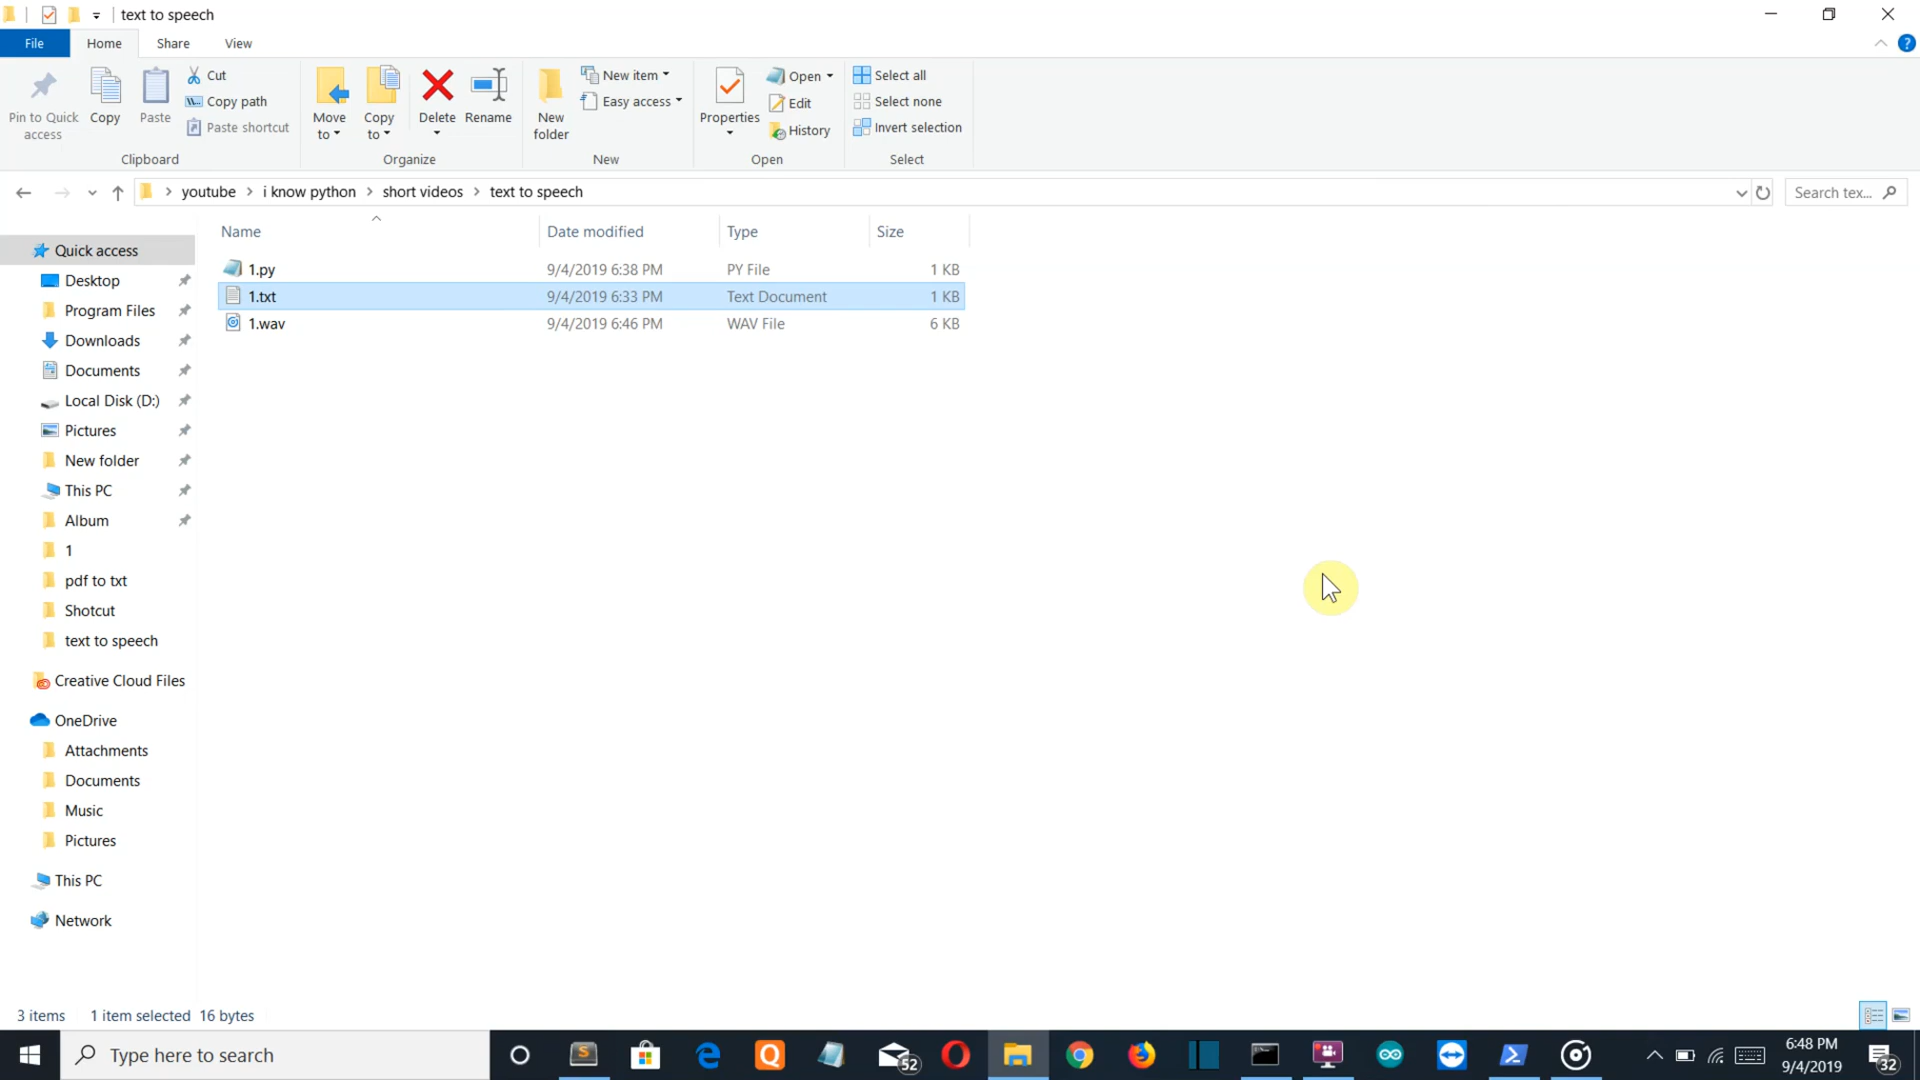 text to speech
File Home Share View
Pin to Quick access
Copy
Paste
Cut
Copy path
Paste shortcut
Clipboard
Move to
Copy to
Delete
Rename
Organize
New folder
New item
Easy access
New
Properties
Open
Edit
History
Open
Select all
Select none
Invert selection
Select
youtube > i know python > short videos > text to speech
Search tex...
Name Date modified Type Size
1.py 9/4/2019 6:38 PM PY File 1 KB
1.txt 9/4/2019 6:33 PM Text Document 1 KB
1.wav 9/4/2019 6:46 PM WAV File 6 KB
Quick access
Desktop
Program Files
Downloads
Documents
Local Disk (D:)
Pictures
New folder
This PC
Album
1
pdf to txt
Shotcut
text to speech
Creative Cloud Files
OneDrive
Attachments
Documents
Music
Pictures
This PC
Network
3 items 1 item selected 16 bytes
Type here to search
52
6:48 PM
9/4/2019
32